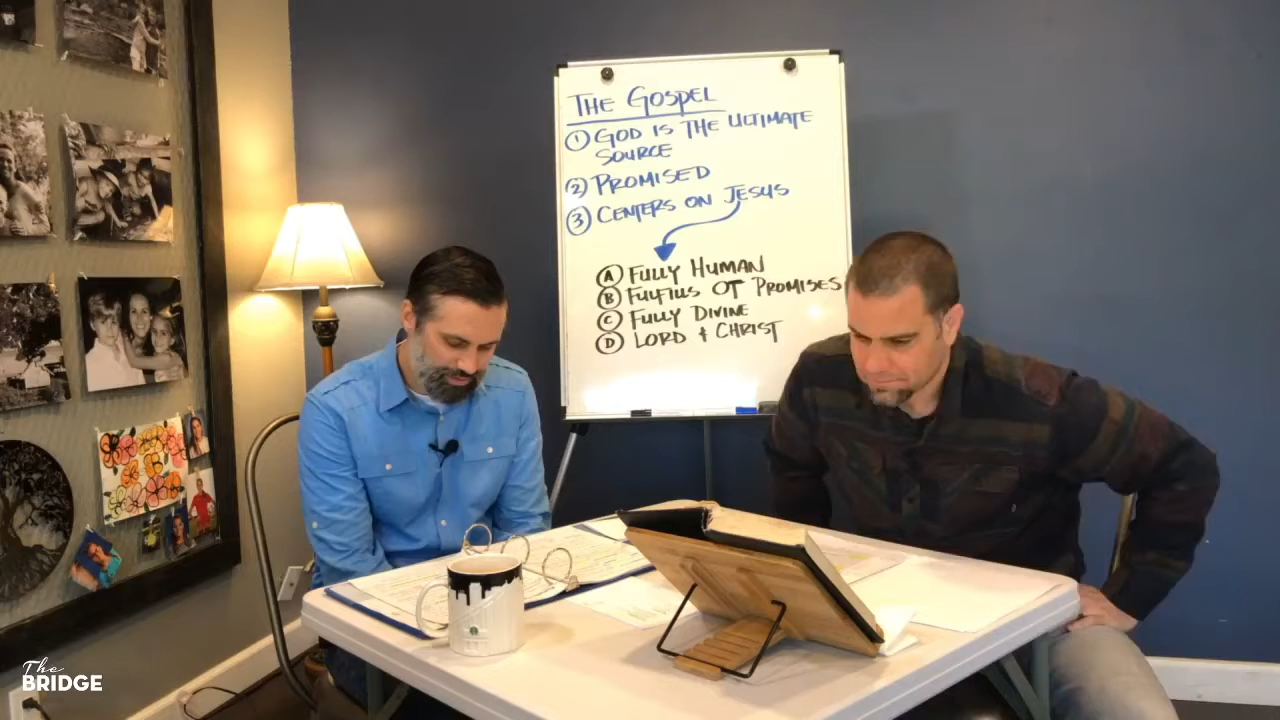 THE GOSPEL
① GOD IS THE ULTIMATE
SOURCE
② PROMISED
③ CENTERS ON JESUS
Ⓐ FULLY HUMAN
Ⓑ FULFILLS OT PROMISES
Ⓒ FULLY DIVINE
Ⓓ LORD + CHRIST
The
BRIDGE